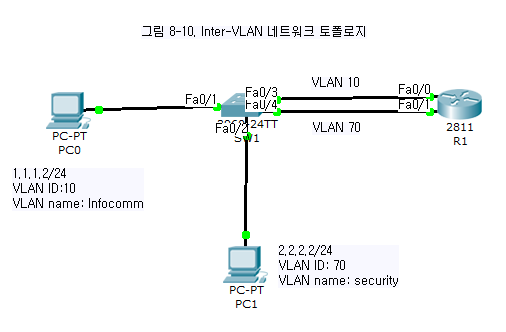 그림 8-10. Inter-VLAN 네트워크 토폴로지
Fa0/3
VLAN 10
Fa0/0
Fa0/1
Fa0/4
Fa0/1
24TT
Fa0/2
SW1
VLAN 70
2811
R1
PC-PT
PC0
1.1.1.2/24
VLAN ID:10
VLAN name: Infocomm
2.2.2.2/24
VLAN ID: 70
VLAN name: security
PC-PT
PC1